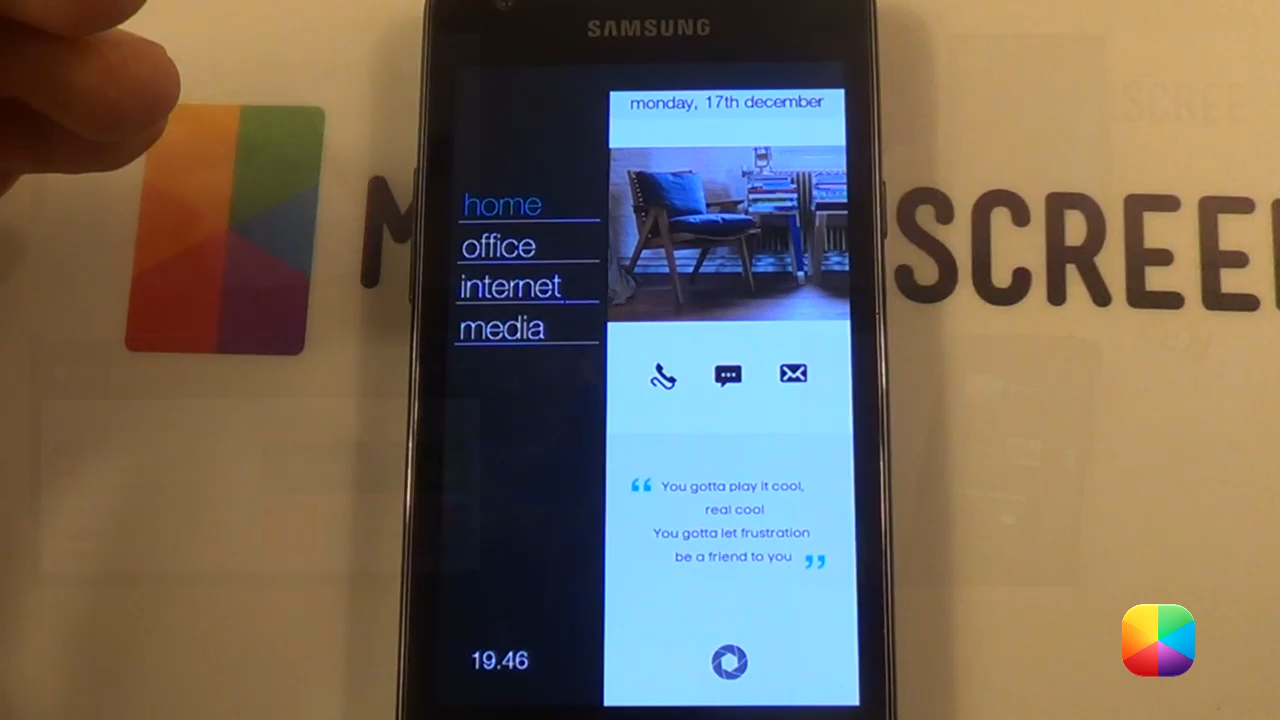 SAMSUNG
monday, 17th december
M
SCREE
home
office
internet
media
“ You gotta play it cool,
real cool
You gotta let frustration
be a friend to you ”
19.46